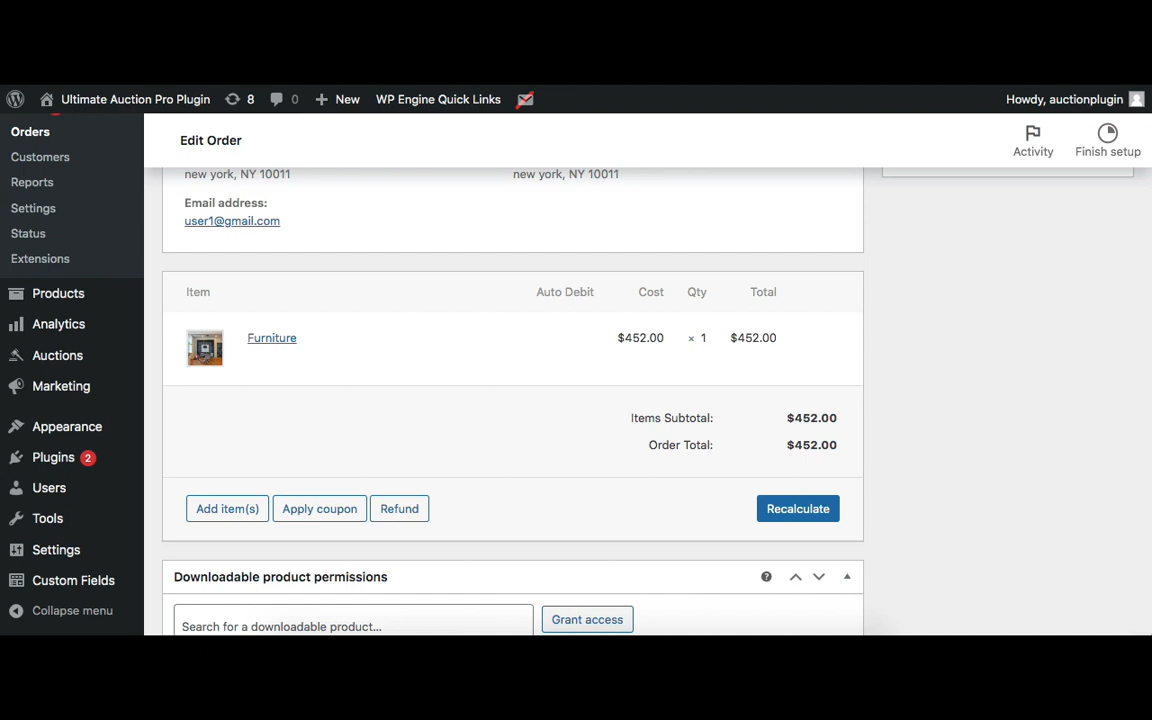 Ultimate Auction Pro Plugin 8 0 New WP Engine Quick Links Howdy, auctionplugin
Orders
Customers
Reports
Settings
Status
Extensions
Products
Analytics
Auctions
Marketing
Appearance
Plugins 2
Users
Tools
Settings
Custom Fields
Collapse menu
Edit Order
Activity
Finish setup
new york, NY 10011 new york, NY 10011
Email address:
user1@gmail.com
Item Auto Debit Cost Qty Total
Furniture $452.00 × 1 $452.00
Items Subtotal: $452.00
Order Total: $452.00
Add item(s) Apply coupon Refund Recalculate
Downloadable product permissions ?
Search for a downloadable product... Grant access